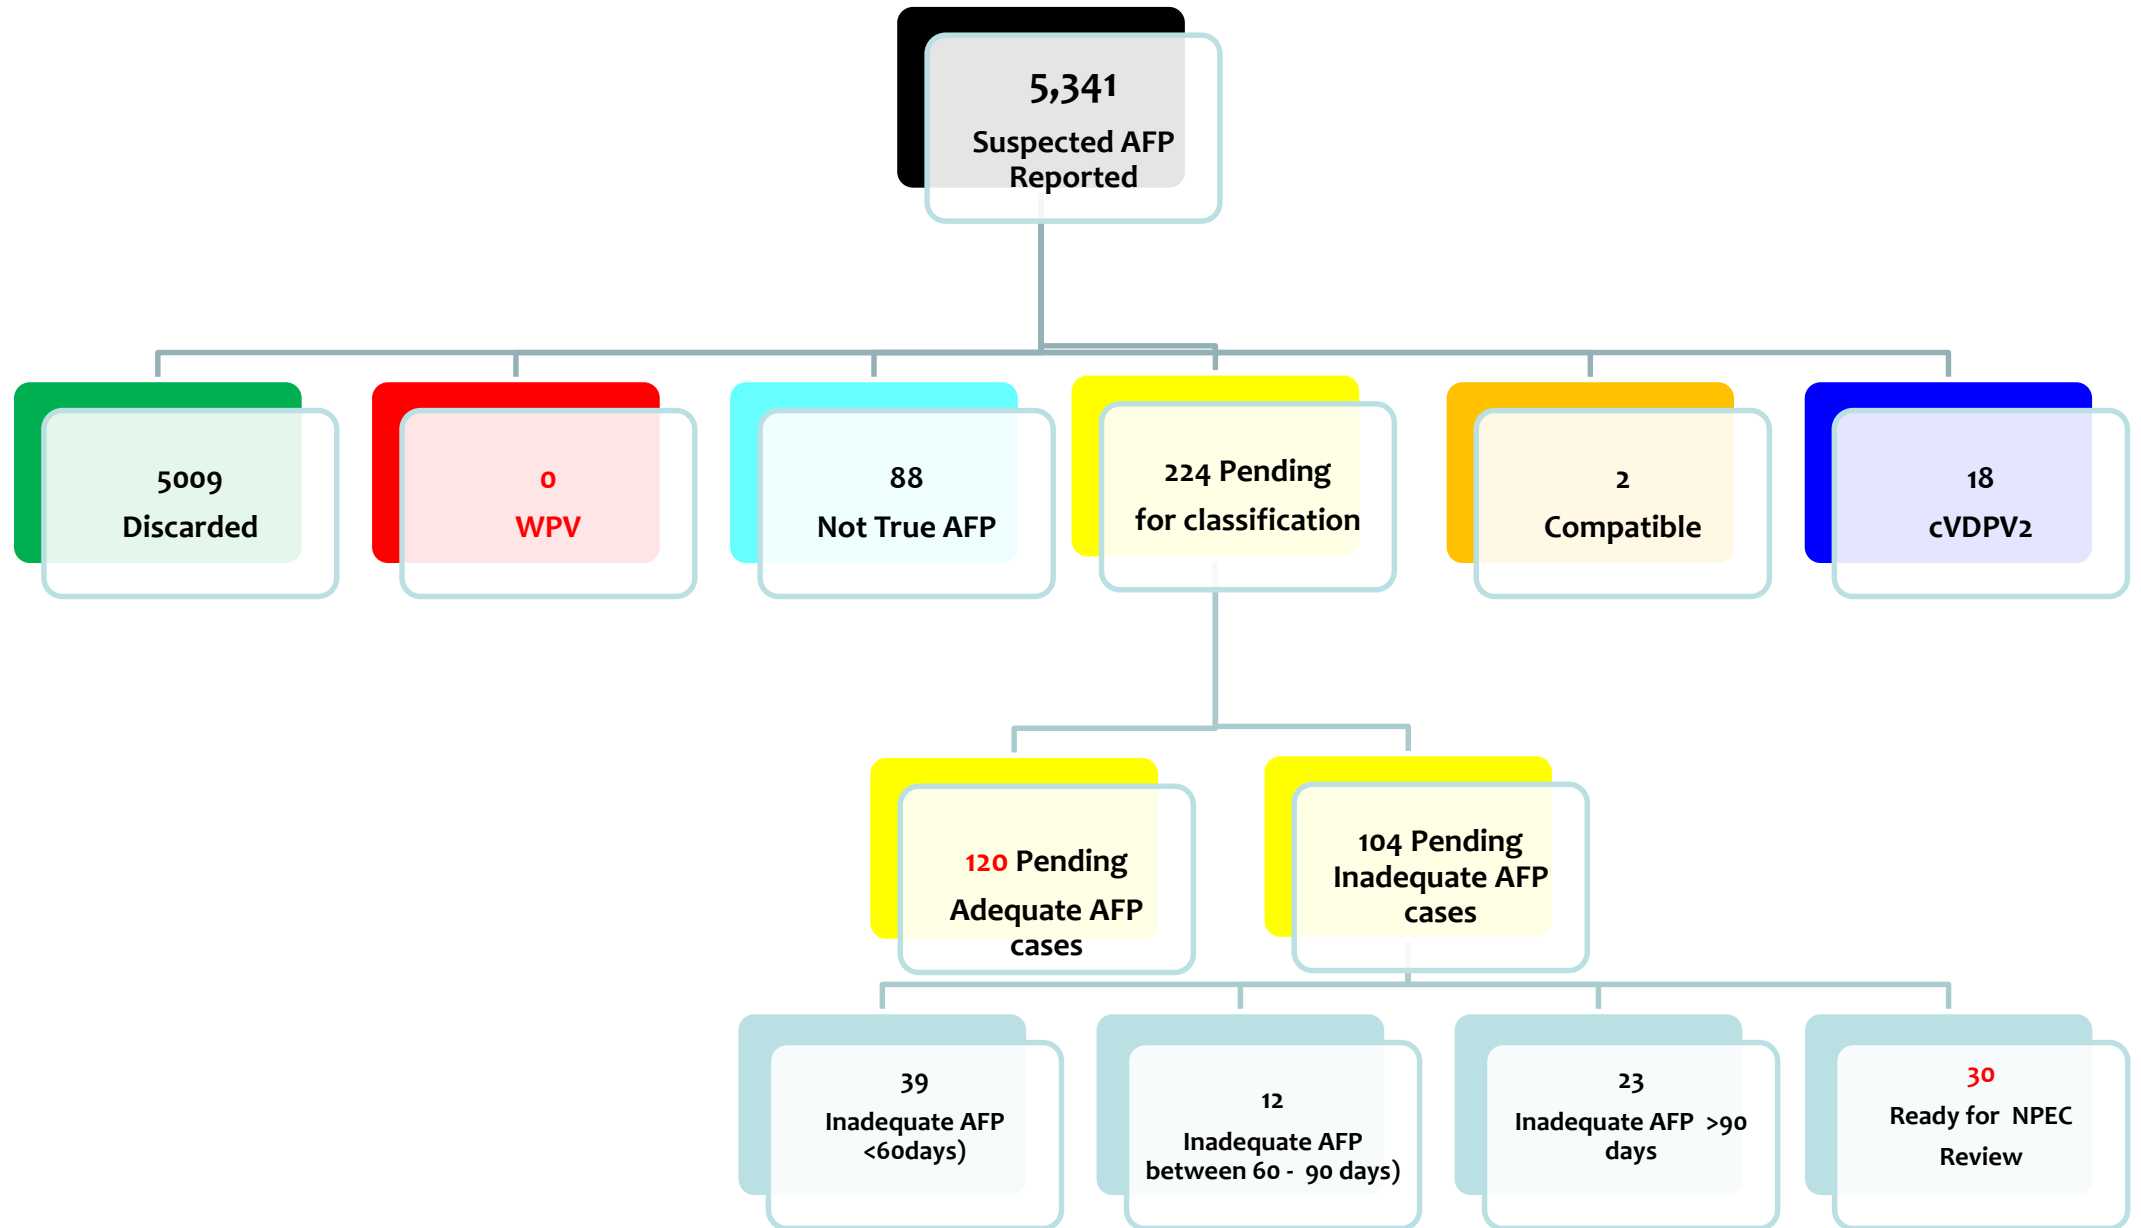 5,341
Suspected AFP
Reported
5009
Discarded
0
WPV
88
Not True AFP
224 Pending
for classification
2
Compatible
18
cVDPV2
120 Pending
Adequate AFP
cases
104 Pending
Inadequate AFP
cases
39
Inadequate AFP
<60days)
12
Inadequate AFP
between 60 - 90 days)
23
Inadequate AFP >90
days
30
Ready for NPEC
Review